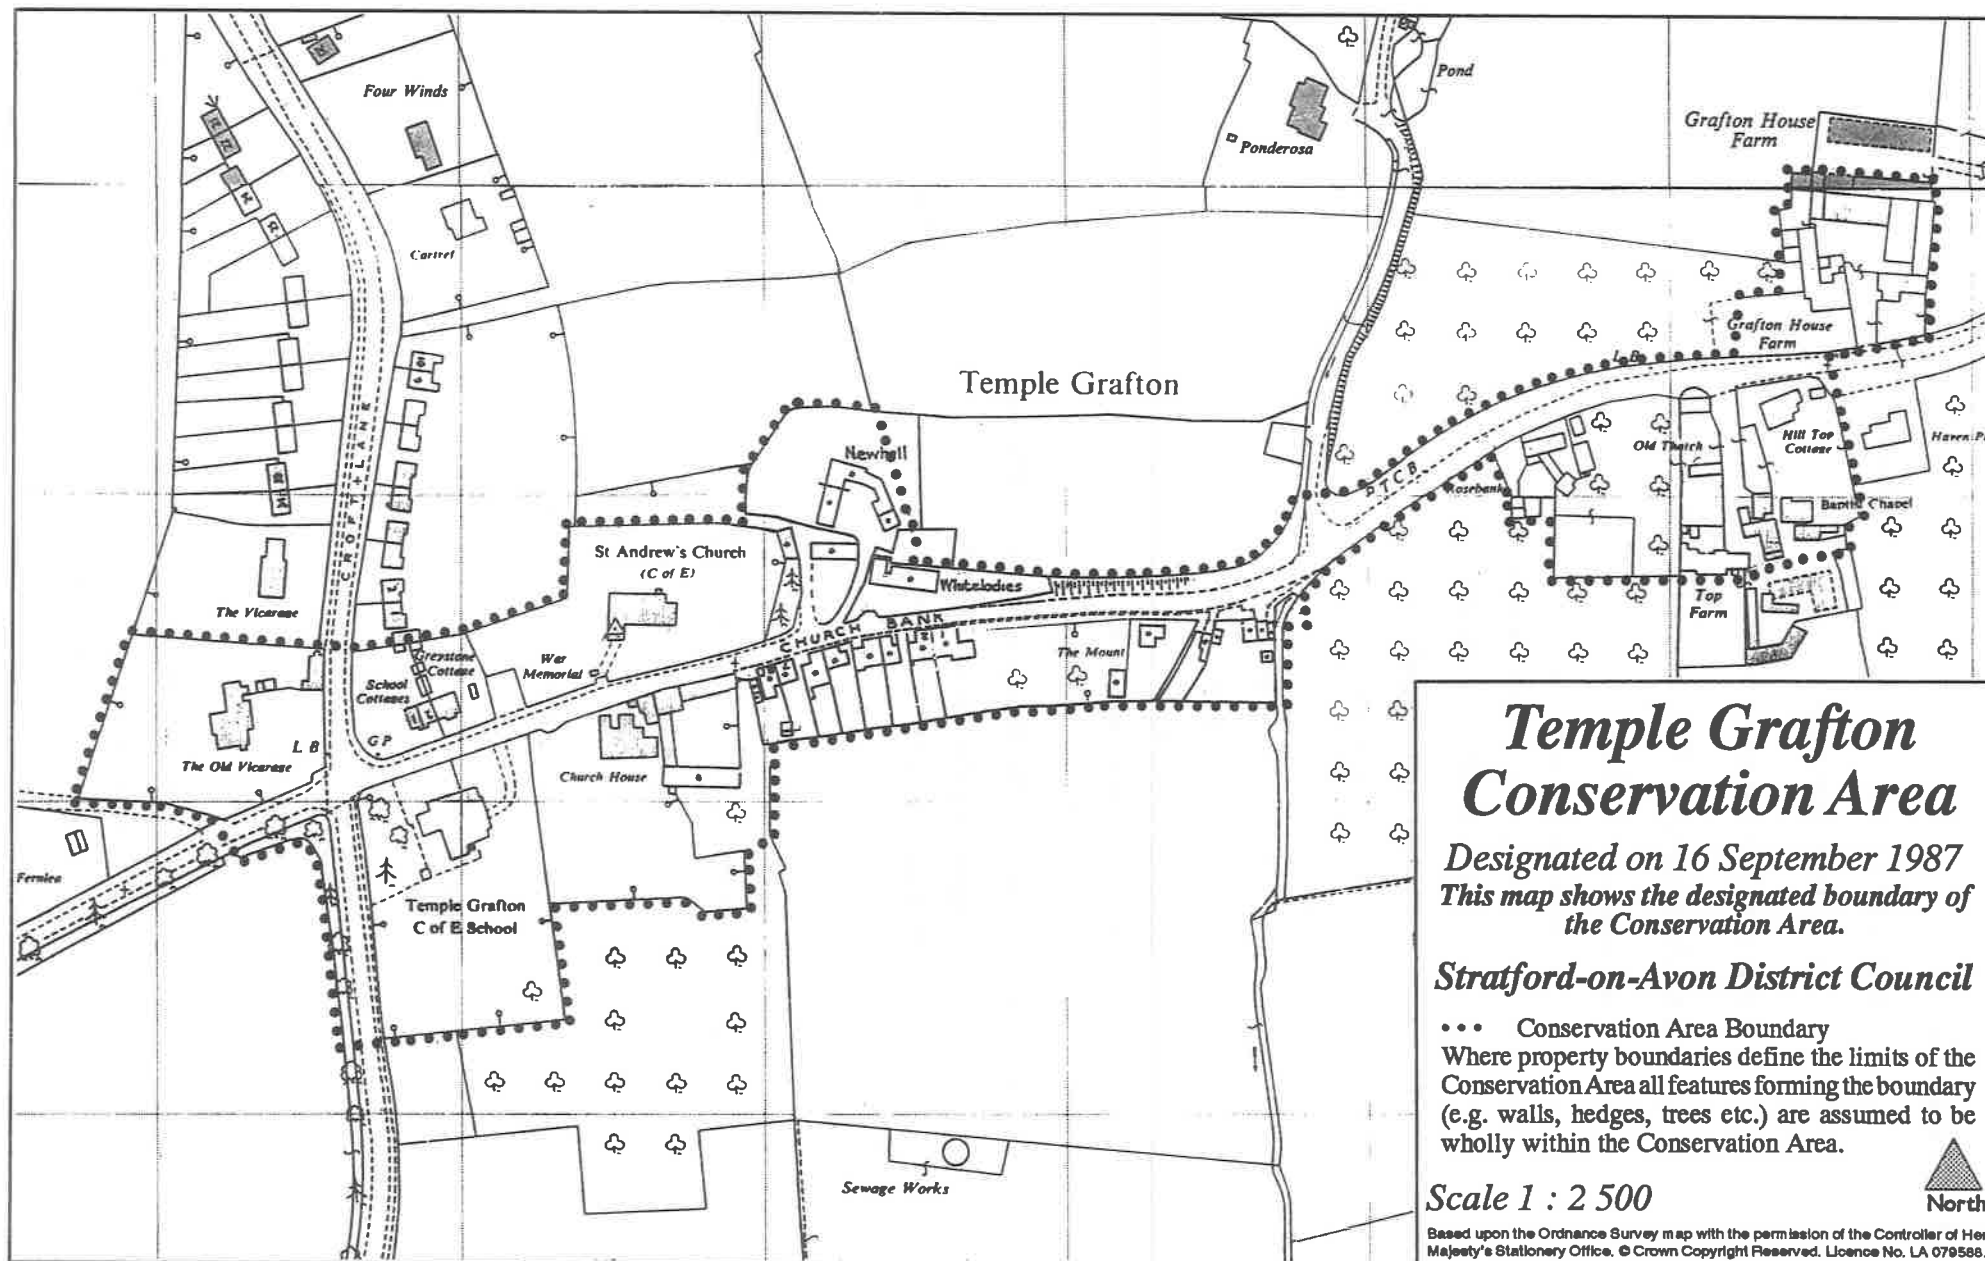 Four Winds
Cartref
Pond
Ponderosa
Grafton House
Farm
Grafton House
Farm
Temple Grafton
CROFT LANE
Newhall
St Andrew's Church
(C of E)
Whiteladies
CHURCH BANK
The Mount
L B
P T C B
Rosebank
Old Thatch
Hill Top
Cottage
Haven
Baptist Chapel
Top
Farm
The Vicarage
Greystone
Cottage
School
Cottages
War
Memorial
L B
G P
The Old Vicarage
Church House
Fernlea
Temple Grafton
C of E School
Sewage Works
Temple Grafton
Conservation Area
Designated on 16 September 1987
This map shows the designated boundary of
the Conservation Area.
Stratford-on-Avon District Council
••• Conservation Area Boundary
Where property boundaries define the limits of the
Conservation Area all features forming the boundary
(e.g. walls, hedges, trees etc.) are assumed to be
wholly within the Conservation Area.
Scale 1 : 2 500
North
Based upon the Ordnance Survey map with the permission of the Controller of Her
Majesty's Stationery Office. © Crown Copyright Reserved. Licence No. LA 079588.